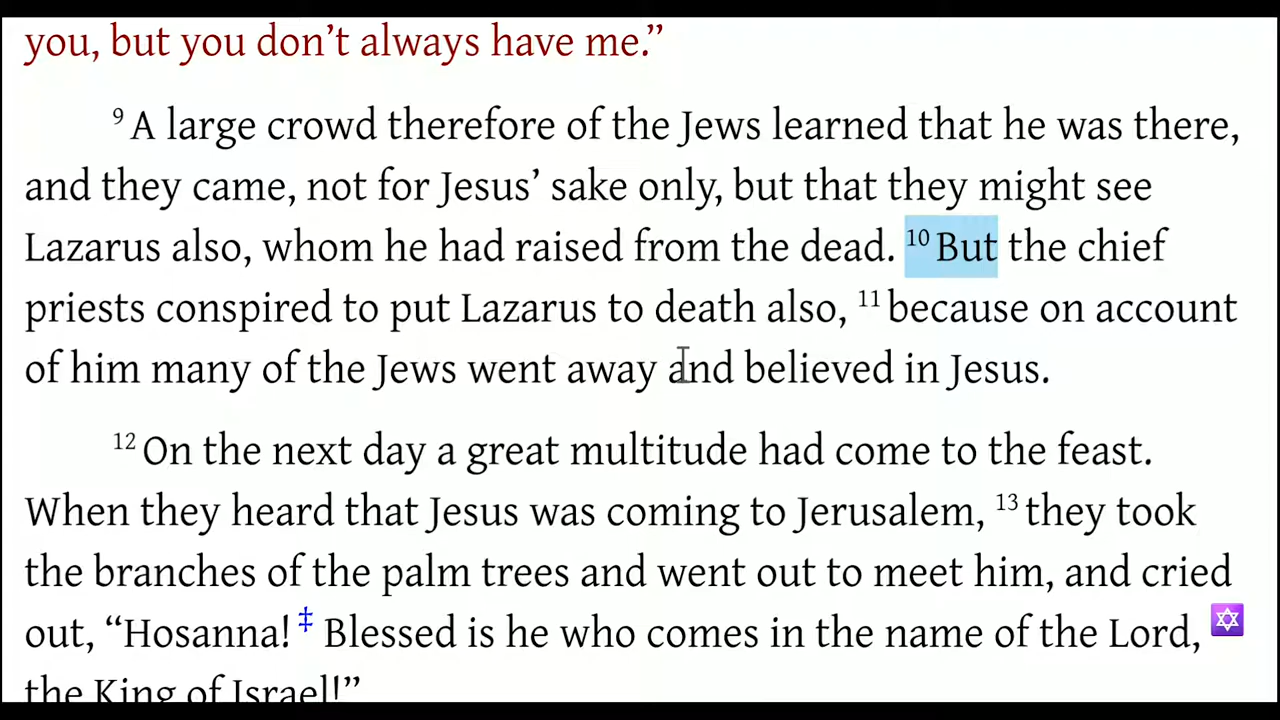 you, but you don’t always have me.”
9 A large crowd therefore of the Jews learned that he was there,
and they came, not for Jesus’ sake only, but that they might see
Lazarus also, whom he had raised from the dead. 10 But the chief
priests conspired to put Lazarus to death also, 11 because on account
of him many of the Jews went away and believed in Jesus.
12 On the next day a great multitude had come to the feast.
When they heard that Jesus was coming to Jerusalem, 13 they took
the branches of the palm trees and went out to meet him, and cried
out, “Hosanna! ‡ Blessed is he who comes in the name of the Lord, 🔯
the King of Israel!”